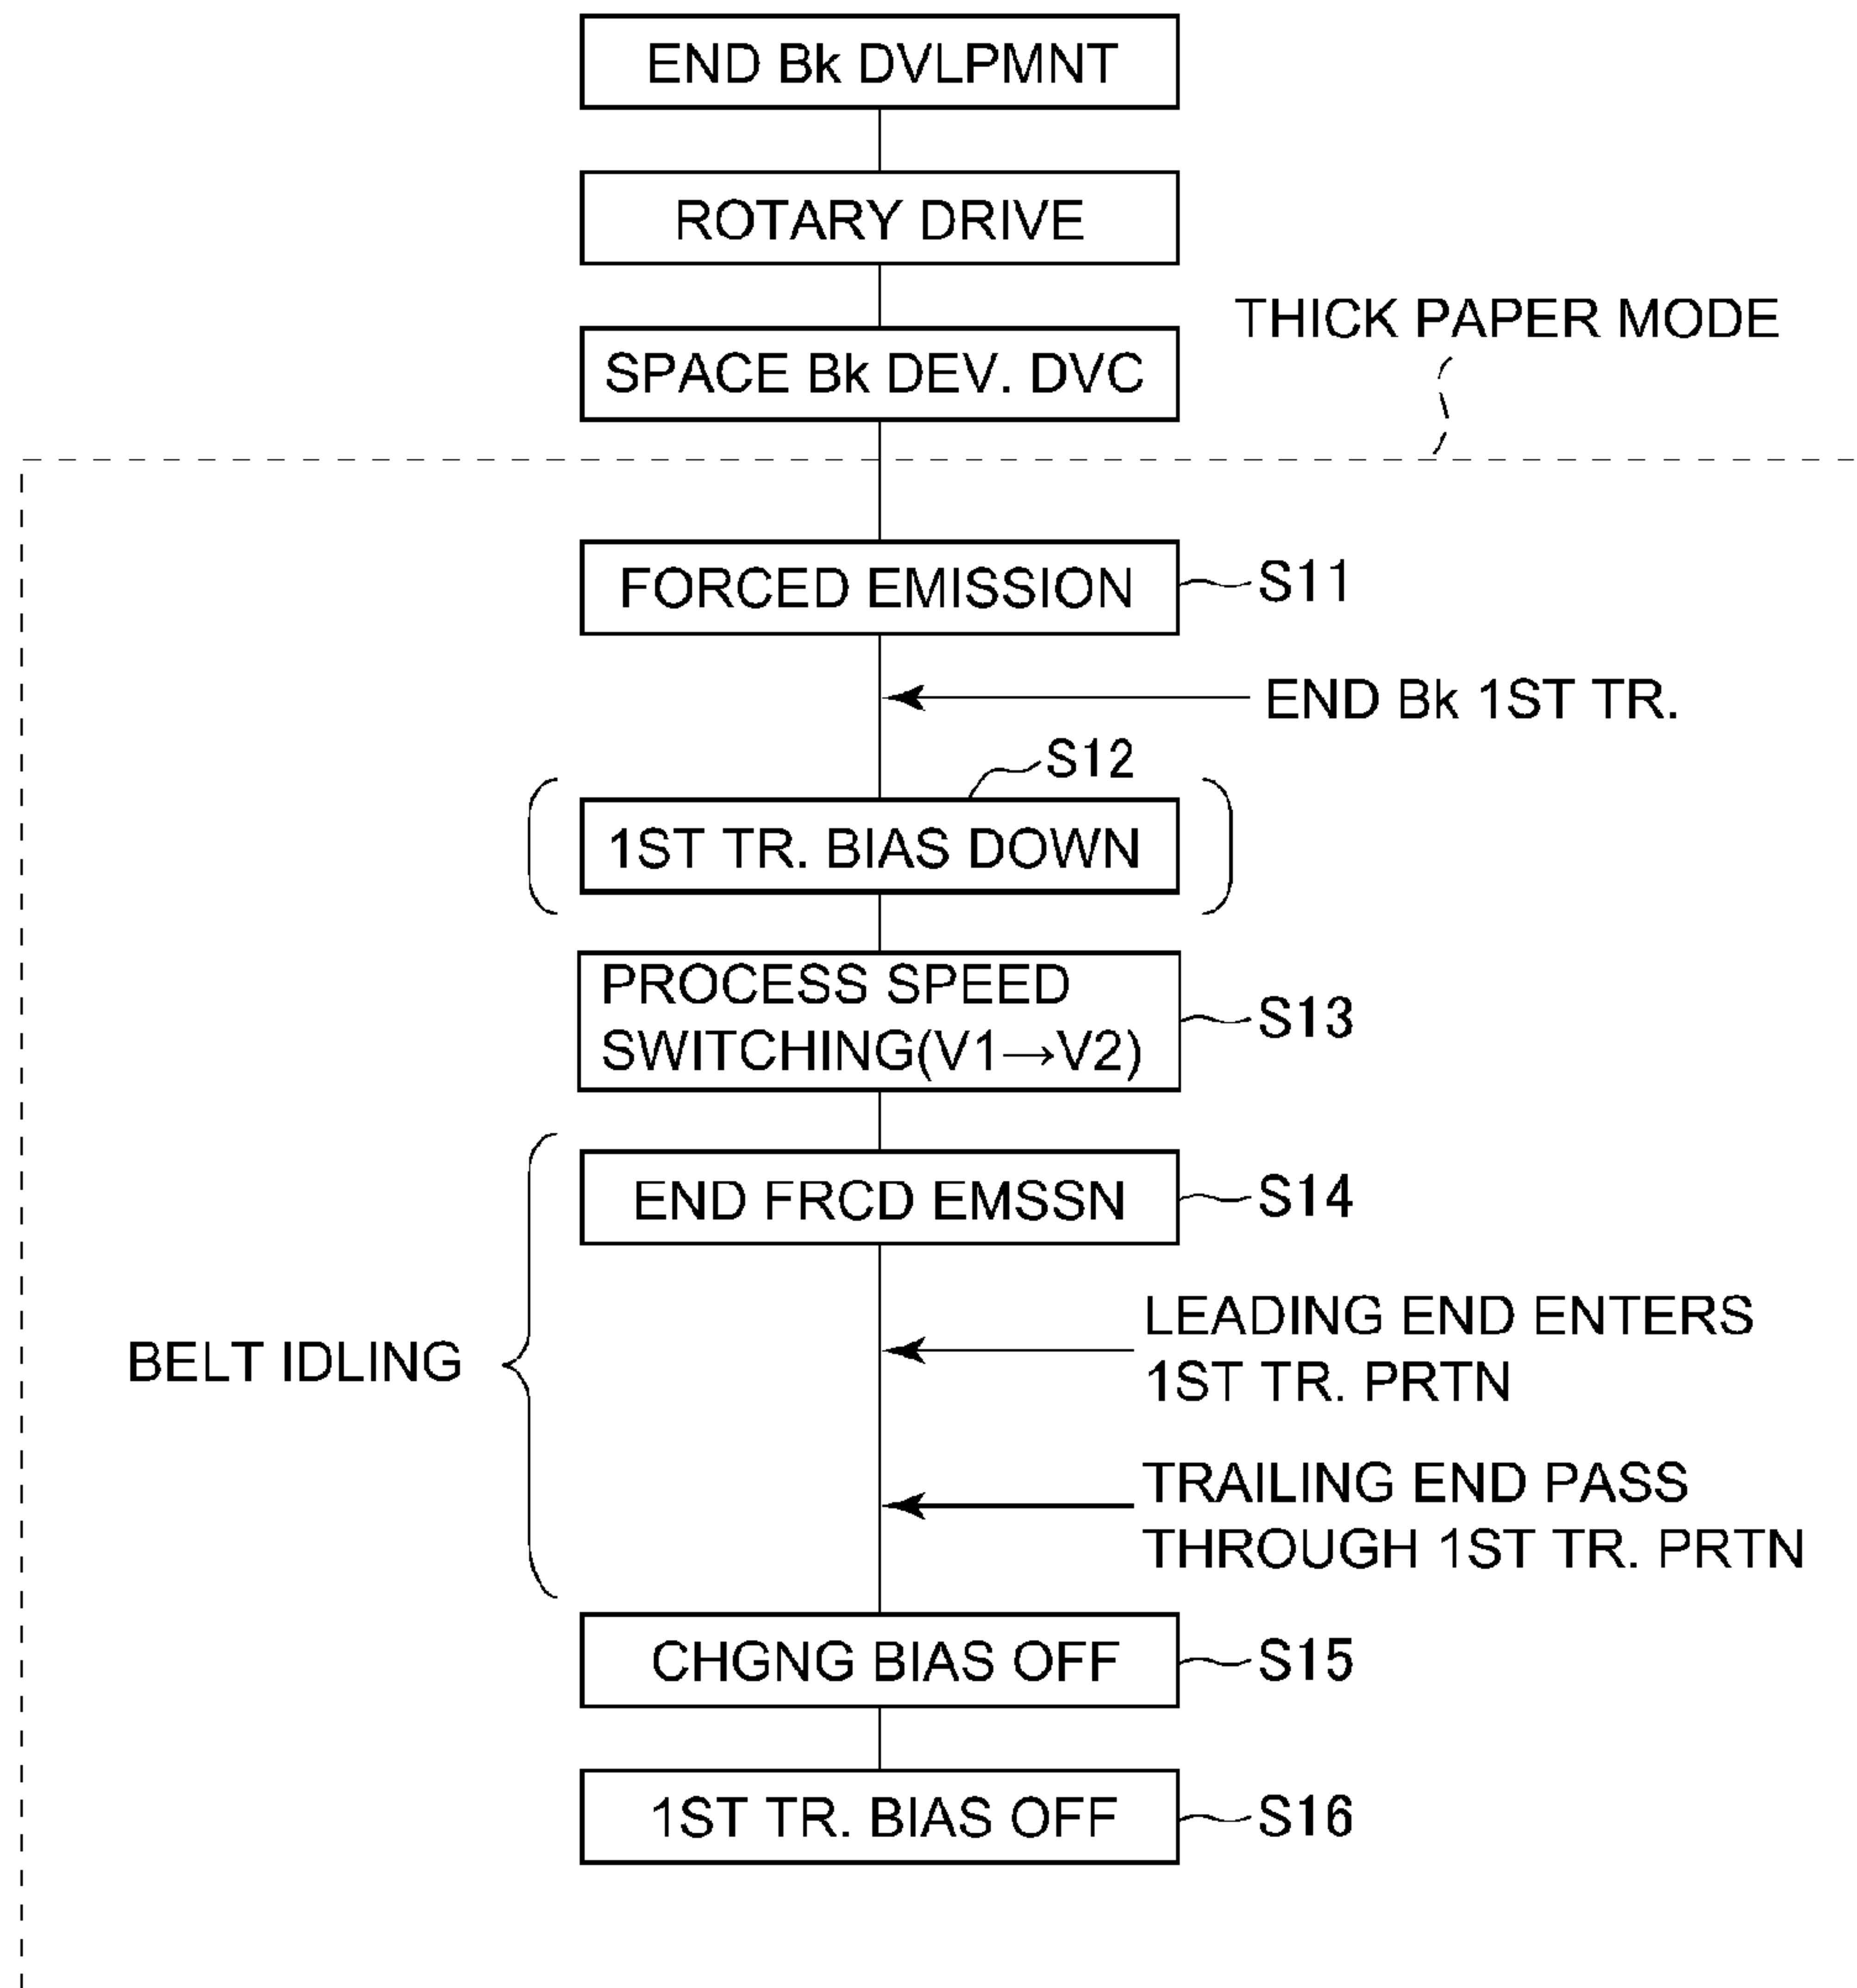 END Bk DVLPMNT
ROTARY DRIVE
THICK PAPER MODE
SPACE Bk DEV. DVC
FORCED EMISSION
S11
END Bk 1ST TR.
S12
1ST TR. BIAS DOWN
PROCESS SPEED
SWITCHING(V1→V2)
S13
END FRCD EMSSN
S14
BELT IDLING
LEADING END ENTERS
1ST TR. PRTN
TRAILING END PASS
THROUGH 1ST TR. PRTN
CHGNG BIAS OFF
S15
1ST TR. BIAS OFF
S16